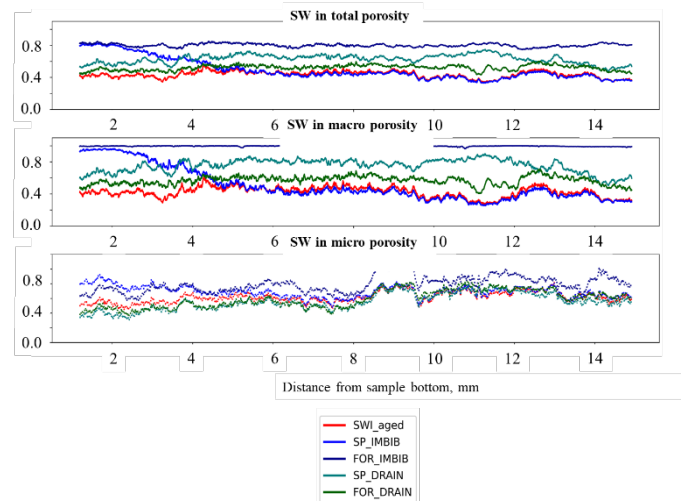 SW in total porosity
0.8
0.4
0.0
2 4 6 8 10 12 14
SW in macro porosity
0.8
0.4
0.0
2 4 6 8 10 12 14
SW in micro porosity
0.8
0.4
0.0
2 4 6 8 10 12 14
Distance from sample bottom, mm
SWI_aged
SP_IMBIB
FOR_IMBIB
SP_DRAIN
FOR_DRAIN